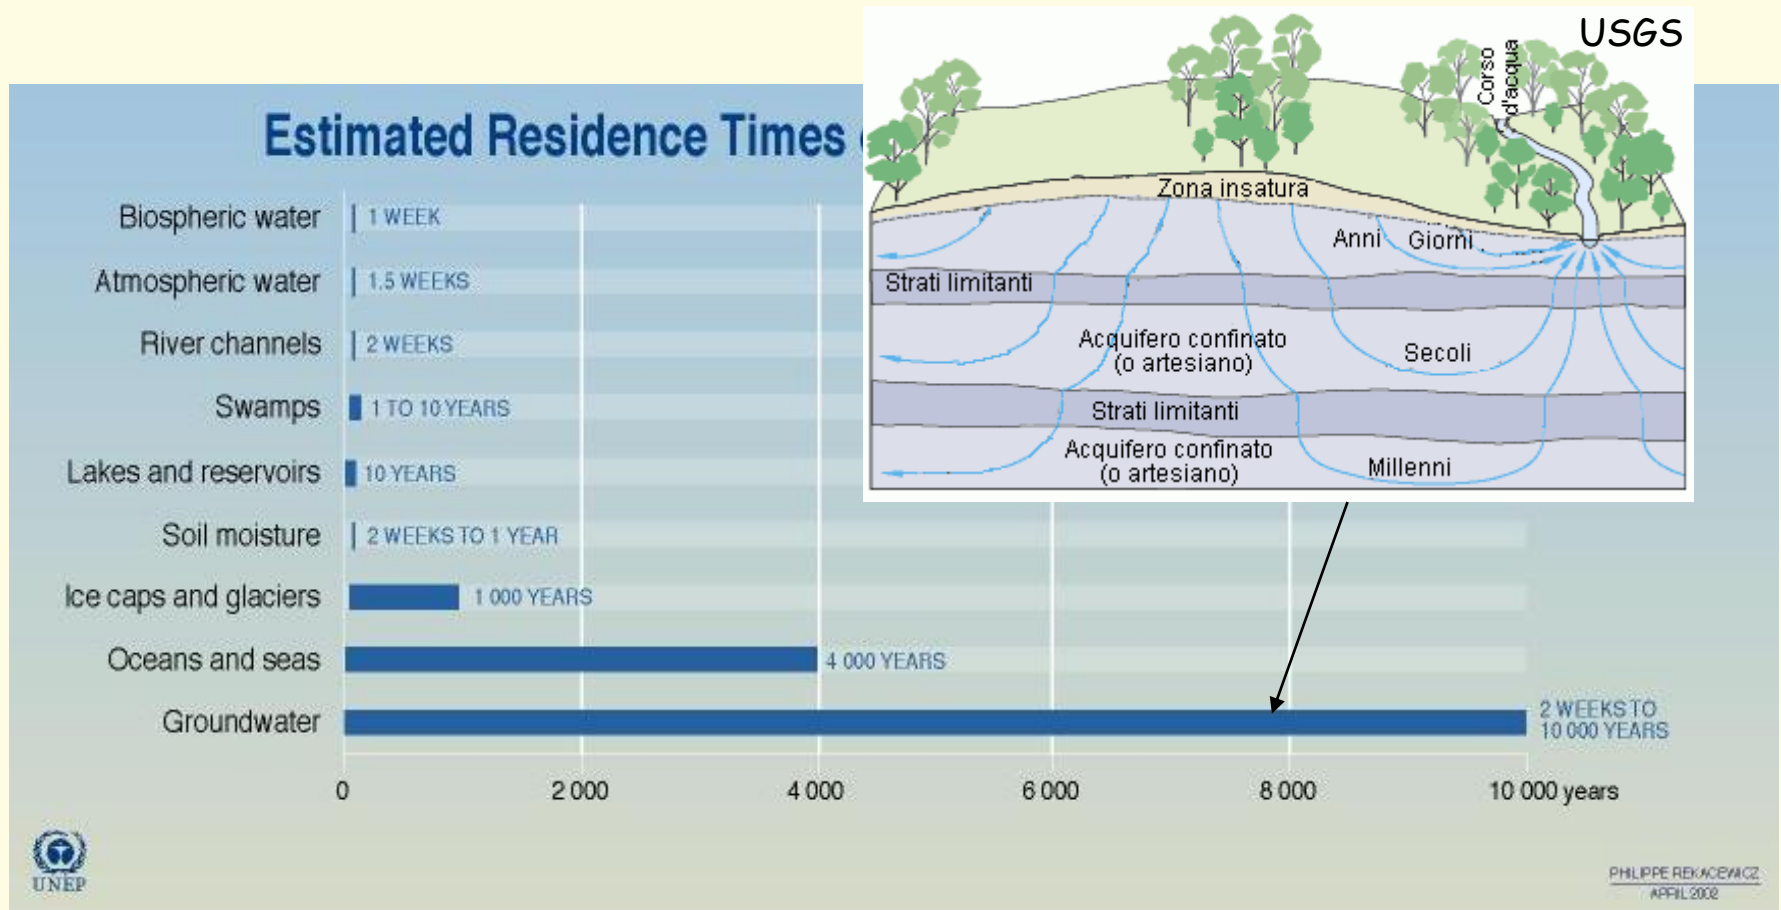 USGS
Corso
d'acqua
Zona insatura
Anni
Giorni
Strati limitanti
Acquifero confinato
(o artesiano)
Secoli
Strati limitanti
Acquifero confinato
(o artesiano)
Millenni
Estimated Residence Times
Biospheric water
1 WEEK
Atmospheric water
1.5 WEEKS
River channels
2 WEEKS
Swamps
1 TO 10 YEARS
Lakes and reservoirs
10 YEARS
Soil moisture
2 WEEKS TO 1 YEAR
Ice caps and glaciers
1 000 YEARS
Oceans and seas
4 000 YEARS
Groundwater
2 WEEKS TO
10 000 YEARS
0
2 000
4 000
6 000
8 000
10 000 years
UNEP
PHILIPPE REKACEWICZ
APRIL 2002